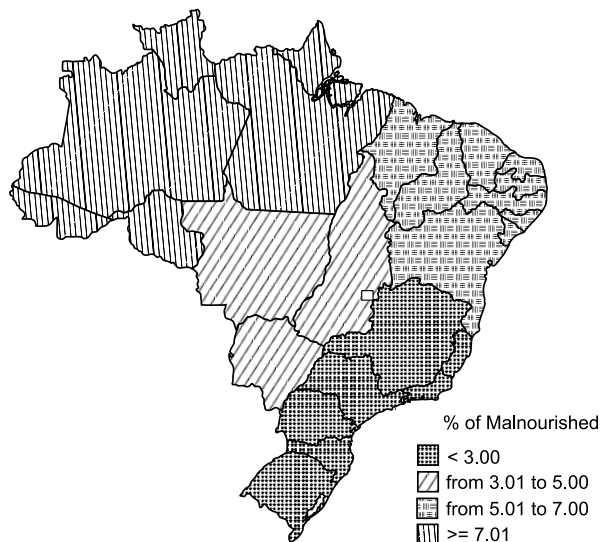 % of Malnourished
< 3.00
from 3.01 to 5.00
from 5.01 to 7.00
>= 7.01